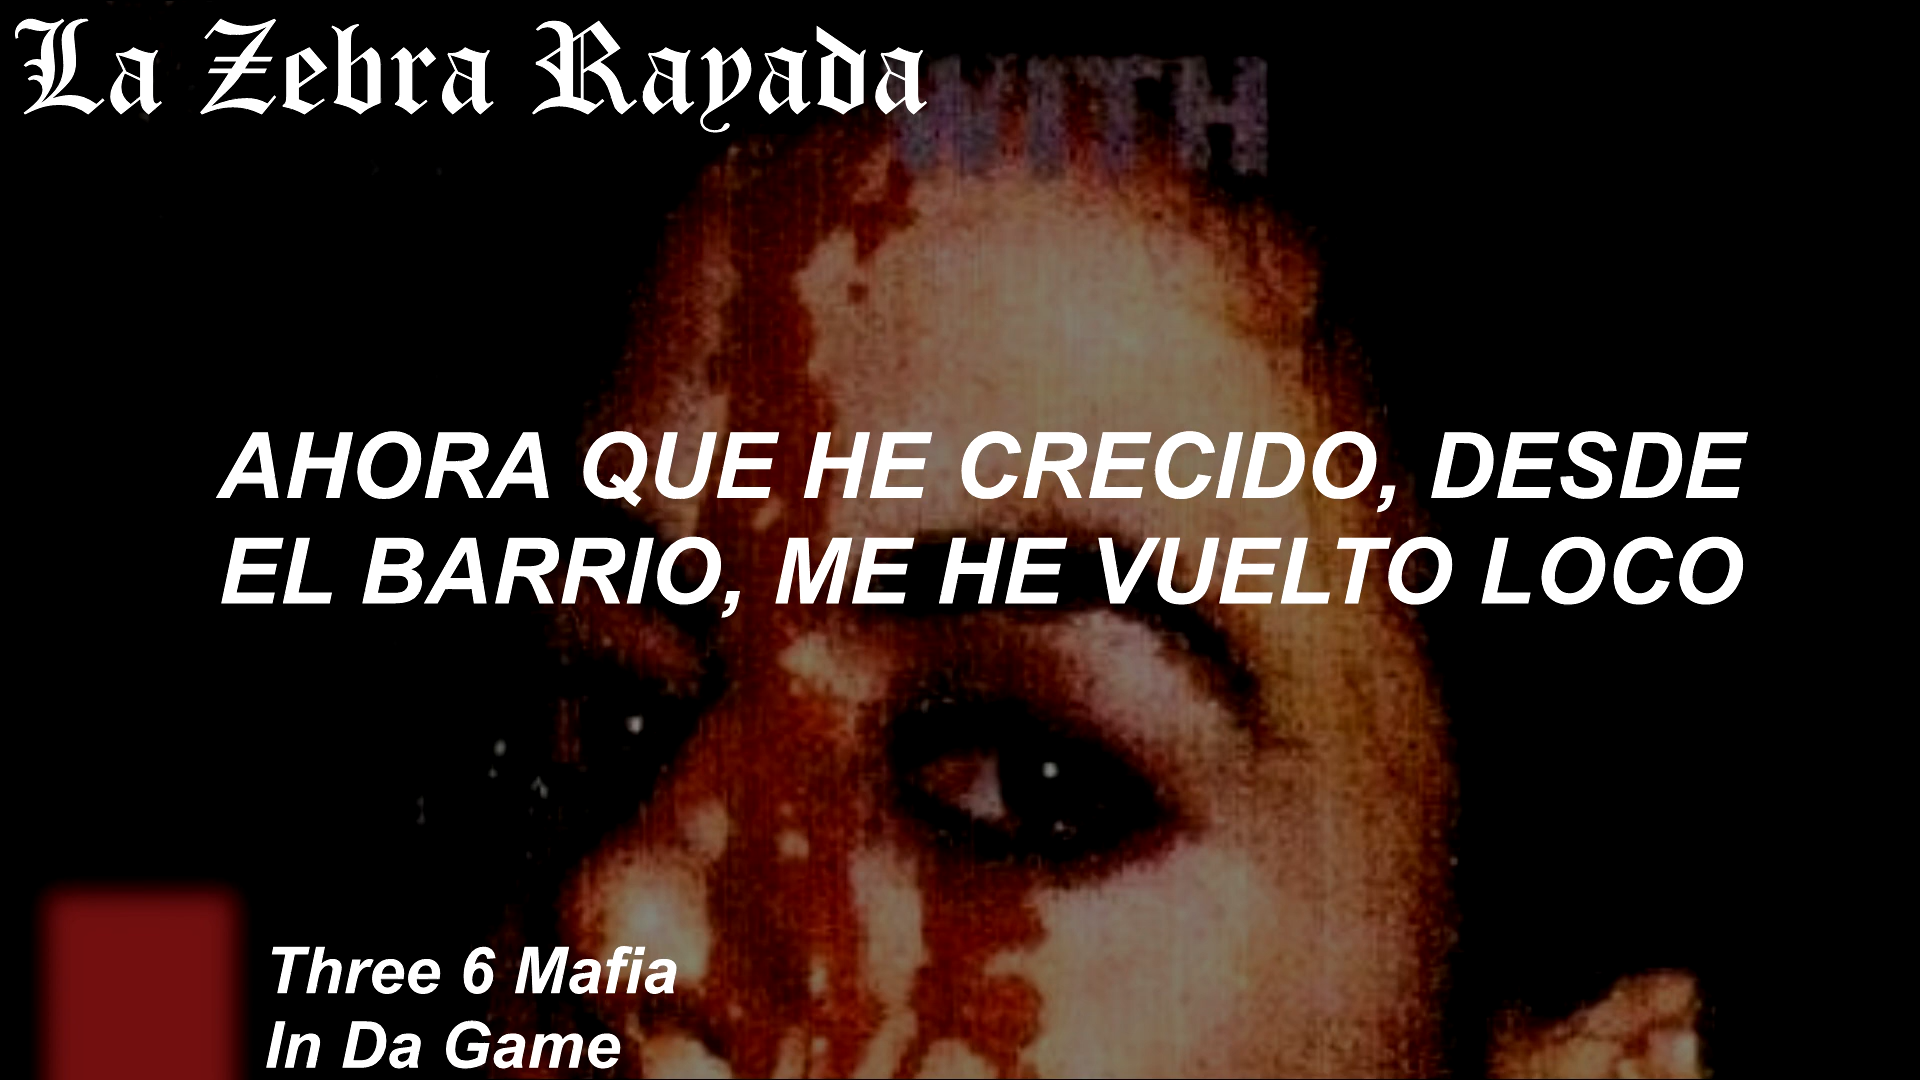 La Zebra Rayada
WITH
AHORA QUE HE CRECIDO, DESDE
EL BARRIO, ME HE VUELTO LOCO
Three 6 Mafia
In Da Game